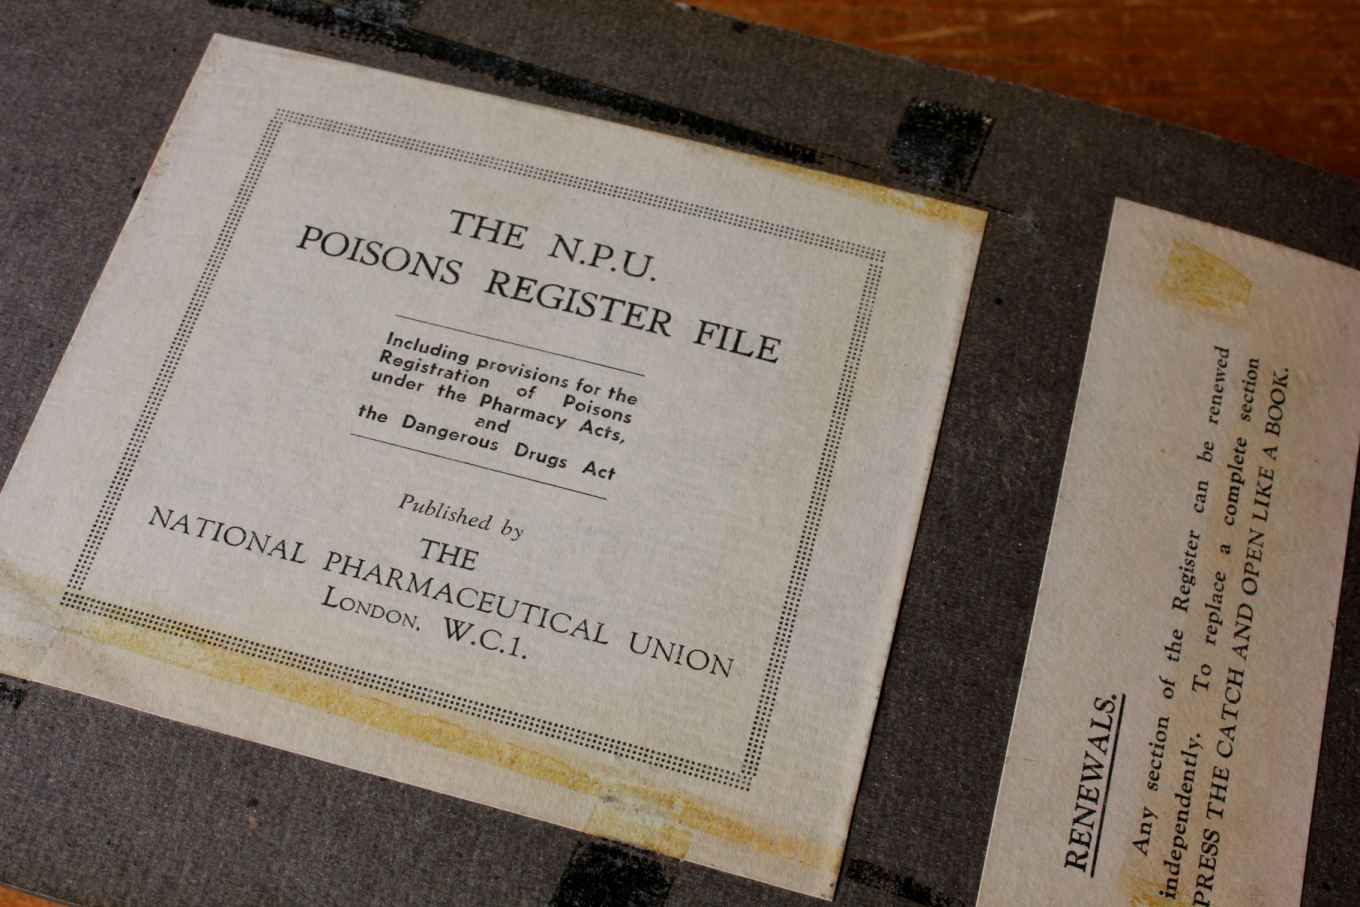 THE N.P.U.
POISONS REGISTER FILE
Including provisions for the
Registration of Poisons
under the Pharmacy Acts,
and
the Dangerous Drugs Act
Published by
THE
NATIONAL PHARMACEUTICAL UNION
LONDON, W.C.1.
RENEWALS.
Any section of the Register can be renewed
independently. To replace a complete section
PRESS THE CATCH AND OPEN LIKE A BOOK.